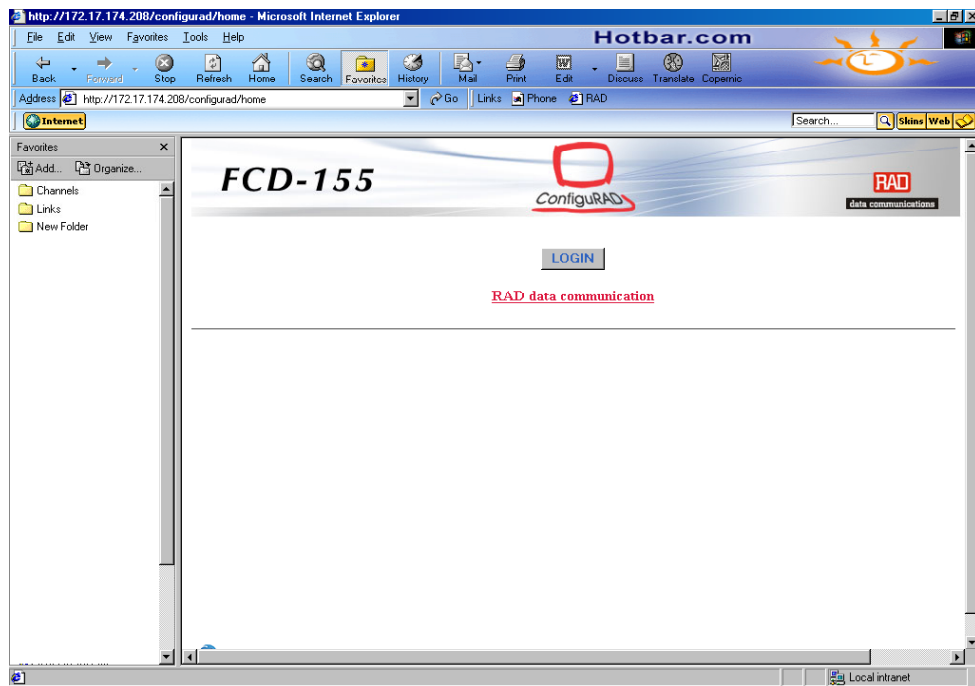 http://172.17.174.208/configurad/home - Microsoft Internet Explorer
File Edit View Favorites Tools Help
Hotbar.com
Back Forward Stop Refresh Home Search Favorites History Mail Print Edit Discuss Translate Copernic
Address http://172.17.174.208/configurad/home Go Links Phone RAD
Internet Search... Skins Web
Favorites
Add... Organize...
Channels
Links
New Folder
FCD-155
ConfiguRAD
RAD
data communications
LOGIN
RAD data communication
Local intranet